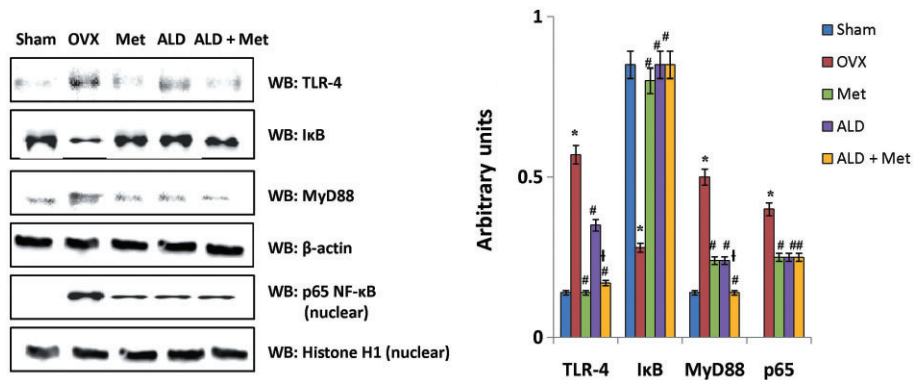 Sham OVX Met ALD ALD + Met
WB: TLR-4
WB: IκB
WB: MyD88
WB: β-actin
WB: p65 NF-κB
(nuclear)
WB: Histone H1 (nuclear)
Arbitrary units
1
0.5
0
* # # ƚ #
* # # #
* # # ƚ #
* # # #
TLR-4 IκB MyD88 p65
Sham
OVX
Met
ALD
ALD + Met